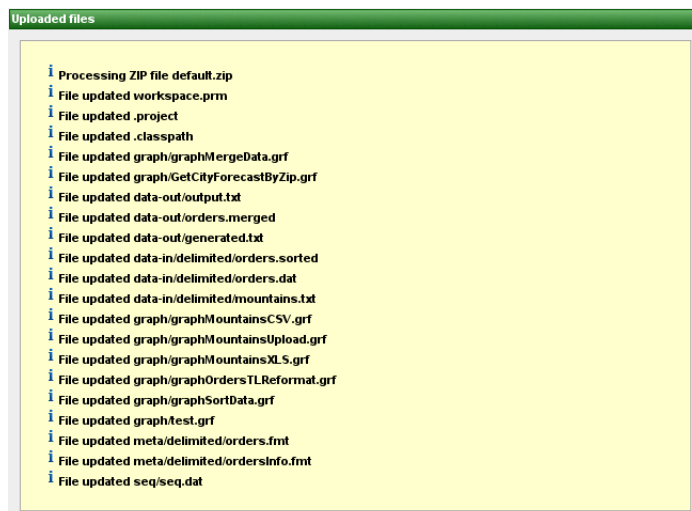 Uploaded files
Processing ZIP file default.zip
File updated workspace.prm
File updated .project
File updated .classpath
File updated graph/graphMergeData.grf
File updated graph/GetCityForecastByZip.grf
File updated data-out/output.txt
File updated data-out/orders.merged
File updated data-out/generated.txt
File updated data-in/delimited/orders.sorted
File updated data-in/delimited/orders.dat
File updated data-in/delimited/mountains.txt
File updated graph/graphMountainsCSV.grf
File updated graph/graphMountainsUpload.grf
File updated graph/graphMountainsXLS.grf
File updated graph/graphOrdersTLReformat.grf
File updated graph/graphSortData.grf
File updated graph/test.grf
File updated meta/delimited/orders.fmt
File updated meta/delimited/ordersInfo.fmt
File updated seq/seq.dat